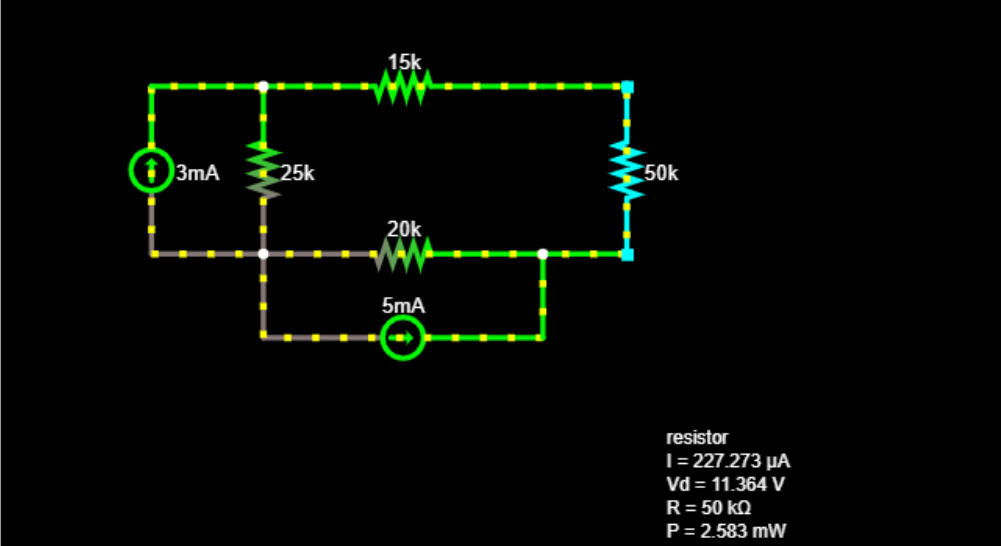 15k
3mA
25k
50k
20k
5mA
resistor
I = 227.273 μA
Vd = 11.364 V
R = 50 kΩ
P = 2.583 mW